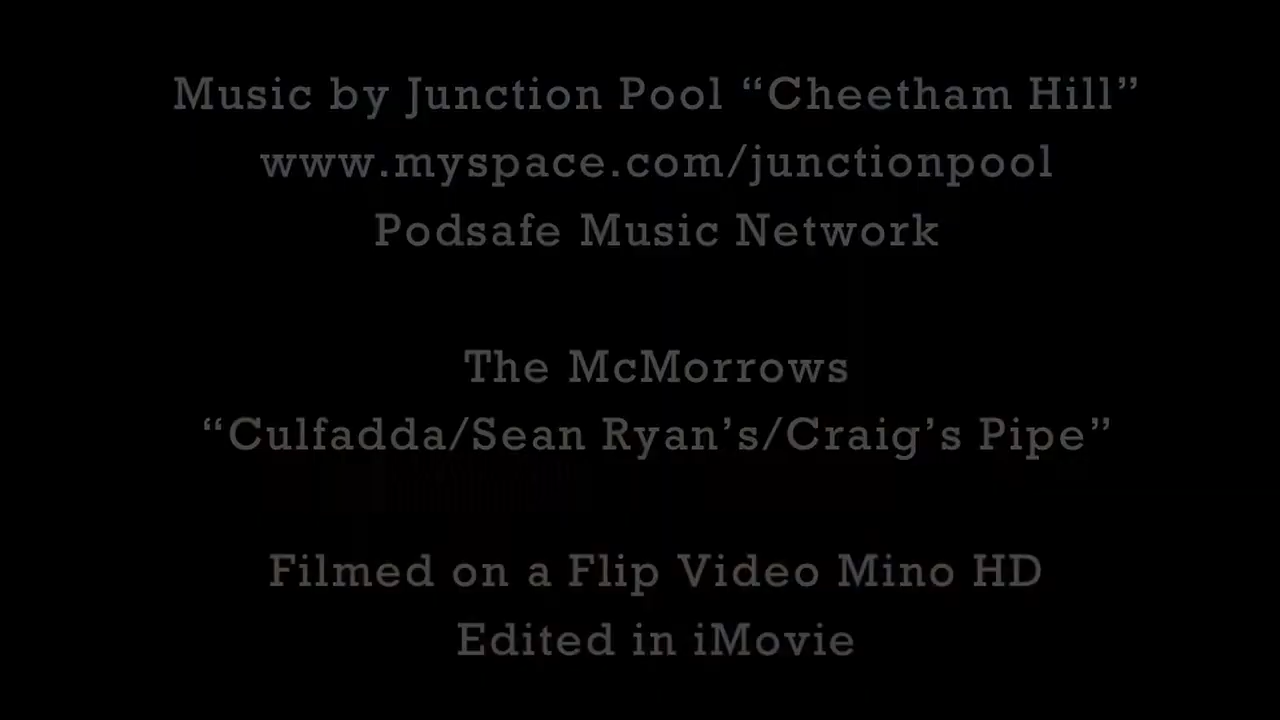 Music by Junction Pool “Cheetham Hill”
www.myspace.com/junctionpool
Podsafe Music Network
The McMorrows
“Culfadda/Sean Ryan’s/Craig’s Pipe”
Filmed on a Flip Video Mino HD
Edited in iMovie